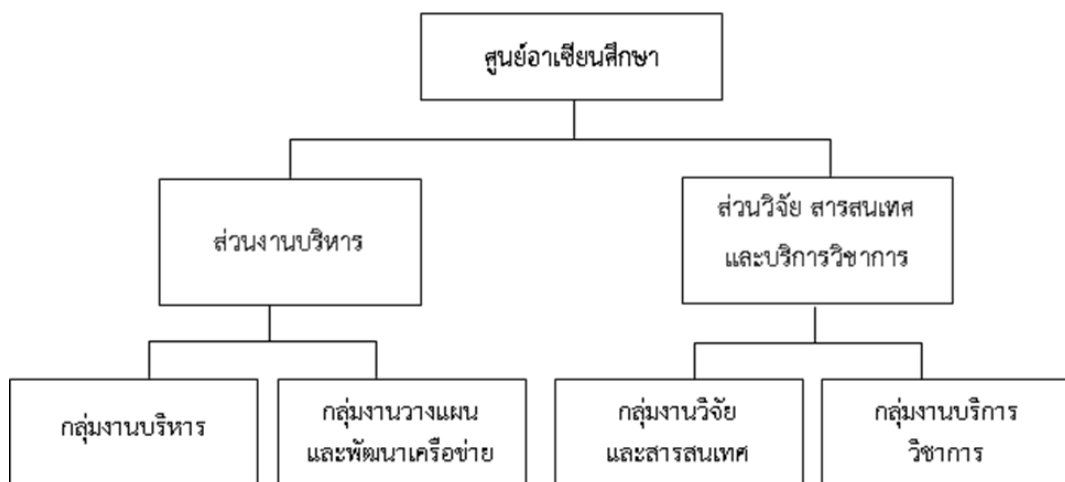 ศูนย์อาเซียนศึกษา
ส่วนงานบริหาร
ส่วนวิจัย สารสนเทศ
และบริการวิชาการ
กลุ่มงานบริหาร
กลุ่มงานวางแผน
และพัฒนาเครือข่าย
กลุ่มงานวิจัย
และสารสนเทศ
กลุ่มงานบริการ
วิชาการ